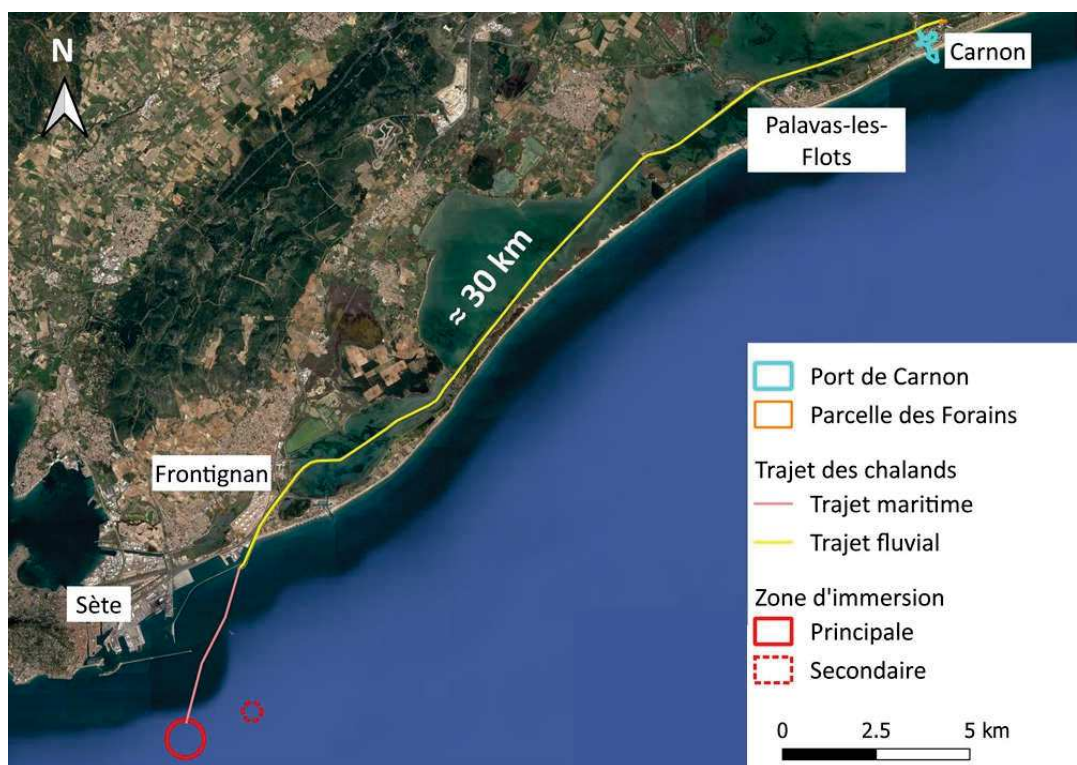 N
Carnon
Palavas-les-
Flots
≈ 30 km
Frontignan
Sète
Port de Carnon
Parcelle des Forains
Trajet des chalands
Trajet maritime
Trajet fluvial
Zone d'immersion
Principale
Secondaire
0 2.5 5 km